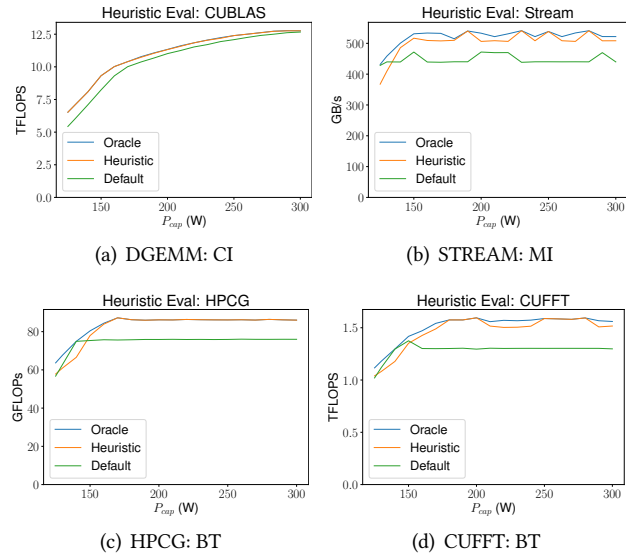 Heuristic Eval: CUBLAS
12.5
10.0
7.5
5.0
2.5
0.0
TFLOPS
Oracle
Heuristic
Default
150
200
250
300
P_cap (W)
(a) DGEMM: CI
Heuristic Eval: Stream
500
400
300
200
100
0
GB/s
Oracle
Heuristic
Default
150
200
250
300
P_cap (W)
(b) STREAM: MI
Heuristic Eval: HPCG
80
60
40
20
0
GFLOPs
Oracle
Heuristic
Default
150
200
250
300
P_cap (W)
(c) HPCG: BT
Heuristic Eval: CUFFT
1.5
1.0
0.5
0.0
TFLOPS
Oracle
Heuristic
Default
150
200
250
300
P_cap (W)
(d) CUFFT: BT